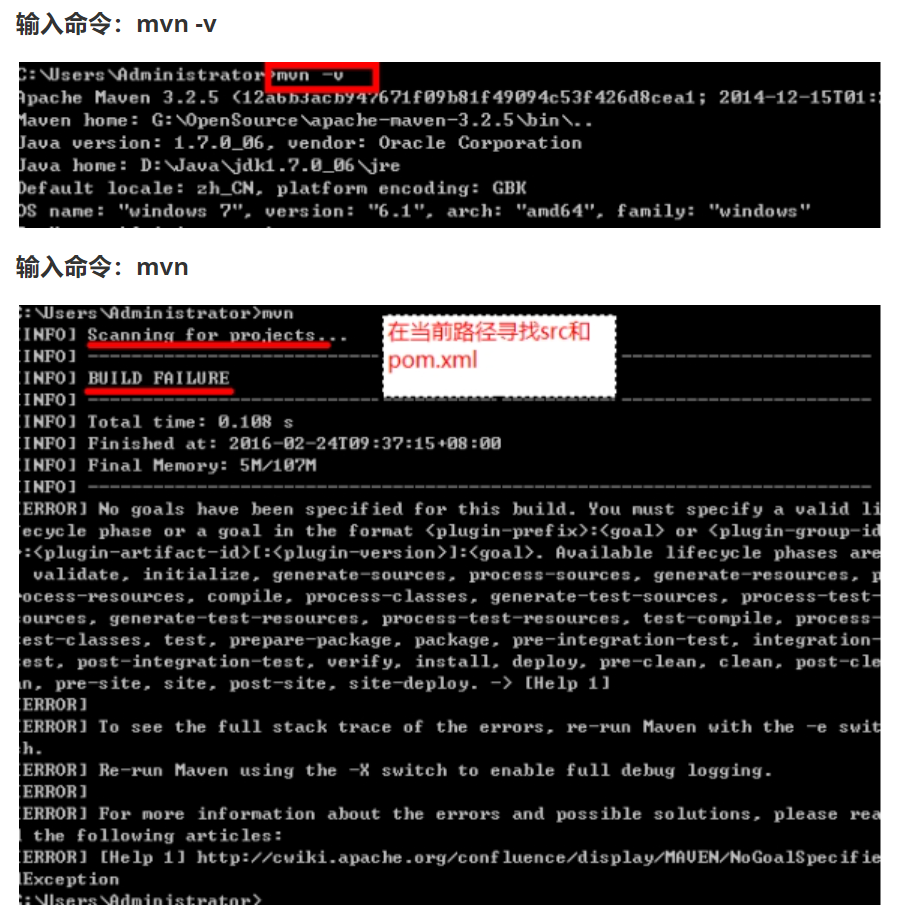 输入命令：mvn -v
C:\Users\Administrator>mvn -v
Apache Maven 3.2.5 (12a6b3acb947671f09b81f49094c53f426d8cea1; 2014-12-15T01:
Maven home: G:\OpenSource\apache-maven-3.2.5\bin\..
Java version: 1.7.0_06, vendor: Oracle Corporation
Java home: D:\Java\jdk1.7.0_06\jre
Default locale: zh_CN, platform encoding: GBK
OS name: "windows 7", version: "6.1", arch: "amd64", family: "windows"
输入命令：mvn
C:\Users\Administrator>mvn
[INFO] Scanning for projects...
在当前路径寻找src和
pom.xml
[INFO] ------------------------------------------------------------------------
[INFO] BUILD FAILURE
[INFO] ------------------------------------------------------------------------
[INFO] Total time: 0.108 s
[INFO] Finished at: 2016-02-24T09:37:15+08:00
[INFO] Final Memory: 5M/107M
[INFO] ------------------------------------------------------------------------
[ERROR] No goals have been specified for this build. You must specify a valid li
ecycle phase or a goal in the format <plugin-prefix>:<goal> or <plugin-group-id
>:<plugin-artifact-id>[:<plugin-version>]:<goal>. Available lifecycle phases are
validate, initialize, generate-sources, process-sources, generate-resources, p
ocess-resources, compile, process-classes, generate-test-sources, process-test-
ources, generate-test-resources, process-test-resources, test-compile, process-
est-classes, test, prepare-package, package, pre-integration-test, integration-
est, post-integration-test, verify, install, deploy, pre-clean, clean, post-cle
n, pre-site, site, post-site, site-deploy. -> [Help 1]
[ERROR]
[ERROR] To see the full stack trace of the errors, re-run Maven with the -e swit
h.
[ERROR] Re-run Maven using the -X switch to enable full debug logging.
[ERROR]
[ERROR] For more information about the errors and possible solutions, please rea
the following articles:
[ERROR] [Help 1] http://cwiki.apache.org/confluence/display/MAVEN/NoGoalSpecifie
Exception
C:\Users\Administrator>